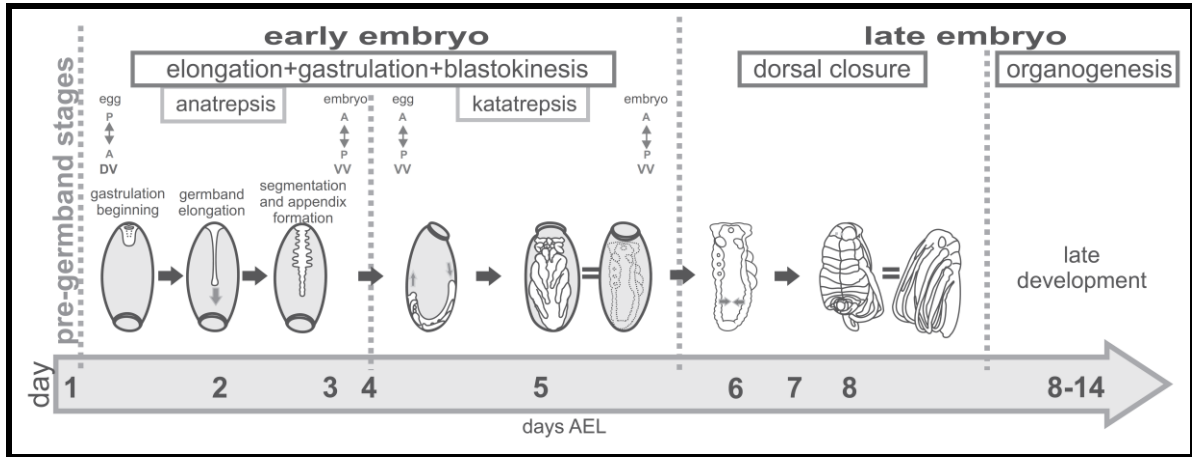 early embryo
late embryo
elongation+gastrulation+blastokinesis
dorsal closure
organogenesis
pre-germband stages
egg
P
A
DV
anatrepsis
embryo
A
P
VV
egg
A
P
VV
katatrepsis
embryo
A
P
VV
gastrulation
beginning
germband
elongation
segmentation
and appendix
formation
=
=
late
development
day
1
2
3
4
5
6
7
8
8-14
days AEL